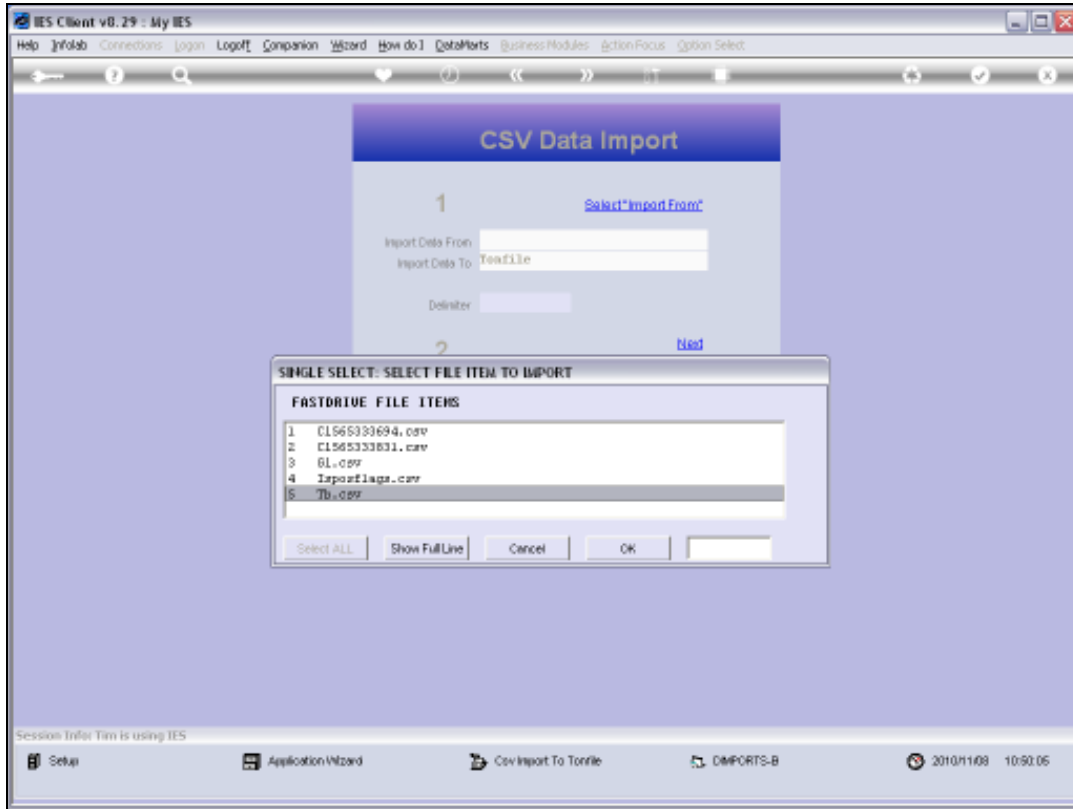 IES Client v8.29 : My IES
Help Infolab Connections Logon Logoff Companion Wizard How do I DataMarts Business Modules Action Focus Option Select
CSV Data Import
1
Select "Import From"
Import Data From
Import Data To Tonfile
Delimiter
2
Next
SINGLE SELECT: SELECT FILE ITEM TO IMPORT
FASTDRIVE FILE ITEMS
1 C1565333694.csv
2 C1565333831.csv
3 Gl.csv
4 Isposflags.csv
5 Tb.csv
Select ALL Show Full Line Cancel OK
Session Info: Tim is using IES
Setup Application Wizard Csv Import To Tonfile DIMPORTS-B 2010/11/08 10:50:06